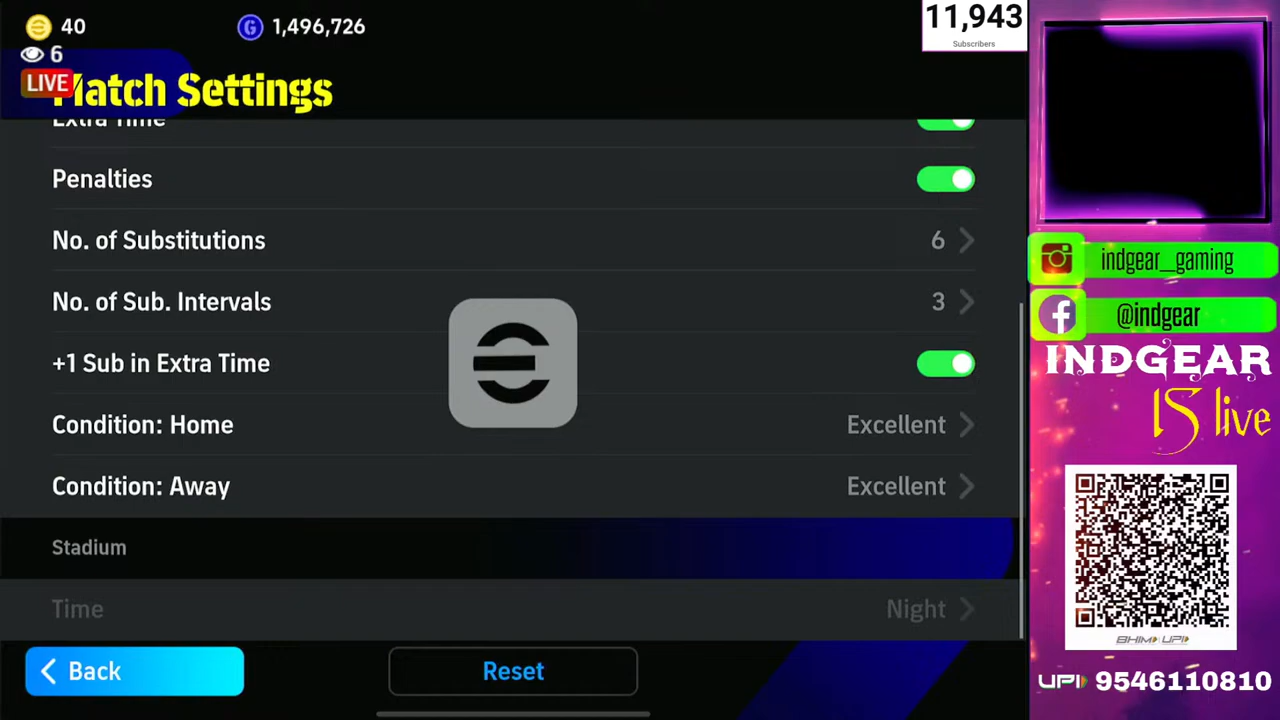 40
1,496,726
11,943
Subscribers
6
LIVE
Match Settings
Extra Time
Penalties
No. of Substitutions
6
No. of Sub. Intervals
3
+1 Sub in Extra Time
Condition: Home
Excellent
Condition: Away
Excellent
Stadium
Time
Night
Back
Reset
indgear_gaming
@indgear
INDGEAR
IS live
BHIM UPI
UPI 9546110810